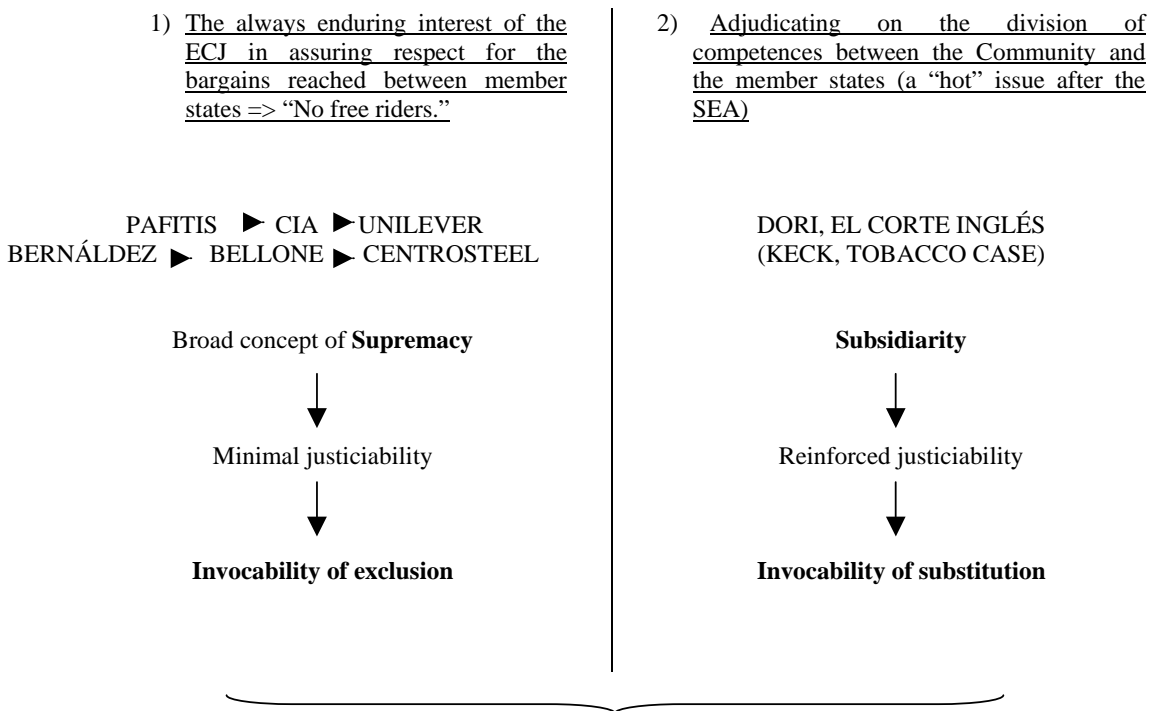 1) The always enduring interest of the
ECJ in assuring respect for the
bargains reached between member
states => “No free riders.”
PAFITIS ► CIA ► UNILEVER
BERNÁLDEZ ► BELLONE ► CENTROSTEEL
Broad concept of Supremacy
Minimal justiciability
Invocability of exclusion
2) Adjudicating on the division of
competences between the Community and
the member states (a “hot” issue after the
SEA)
DORI, EL CORTE INGLÉS
(KECK, TOBACCO CASE)
Subsidiarity
Reinforced justiciability
Invocability of substitution